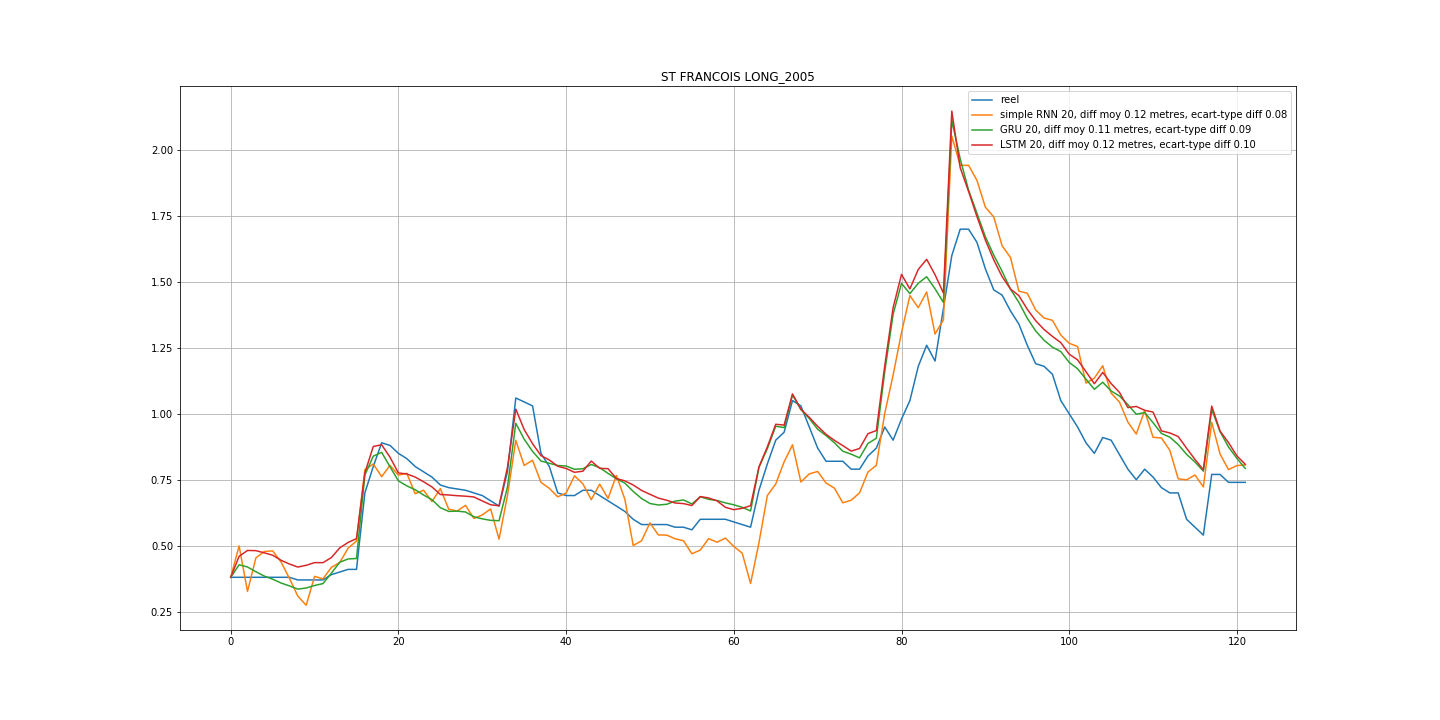 ST FRANCOIS LONG_2005
reel
simple RNN 20, diff moy 0.12 metres, ecart-type diff 0.08
GRU 20, diff moy 0.11 metres, ecart-type diff 0.09
LSTM 20, diff moy 0.12 metres, ecart-type diff 0.10
2.00
1.75
1.50
1.25
1.00
0.75
0.50
0.25
0 20 40 60 80 100 120